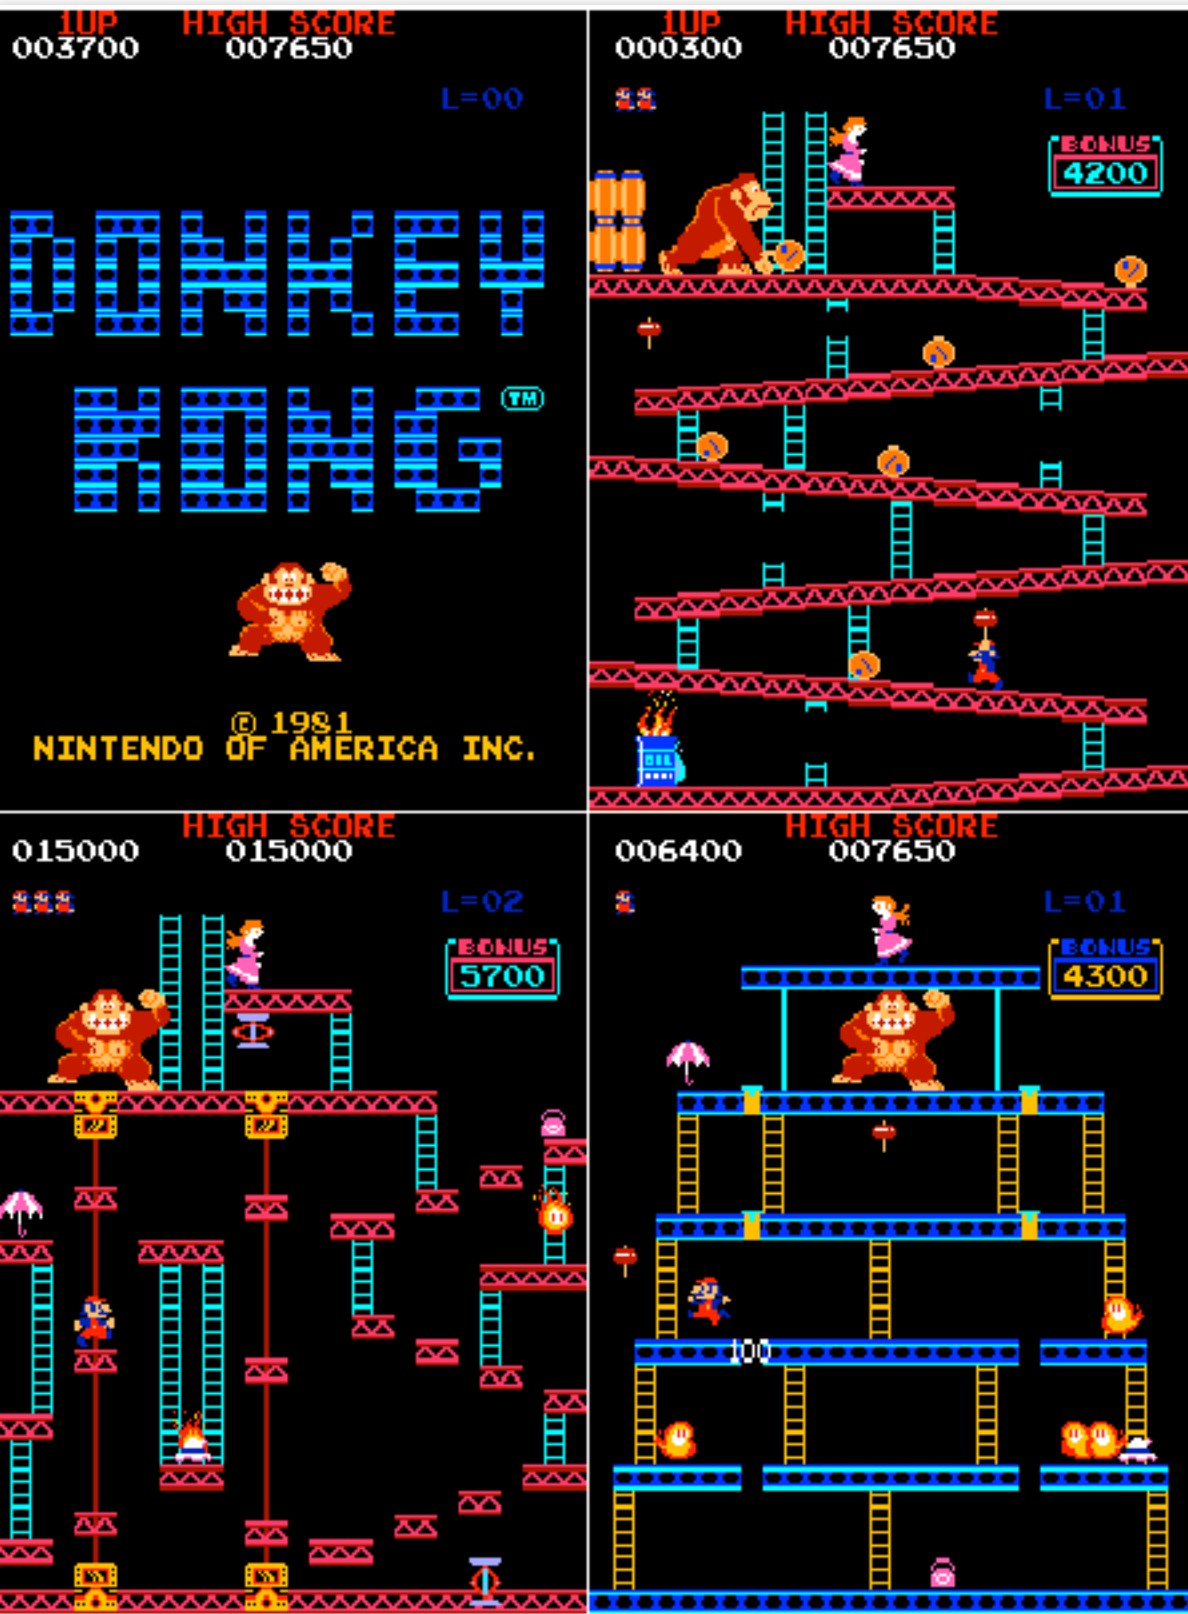 1UP HIGH SCORE
003700 007650
L=00
DONKEY
KONG TM
© 1981
NINTENDO OF AMERICA INC.
1UP HIGH SCORE
000300 007650
L=01
BONUS
4200
OIL
HIGH SCORE
015000 015000
L=02
BONUS
5700
HIGH SCORE
006400 007650
L=01
BONUS
4300
100